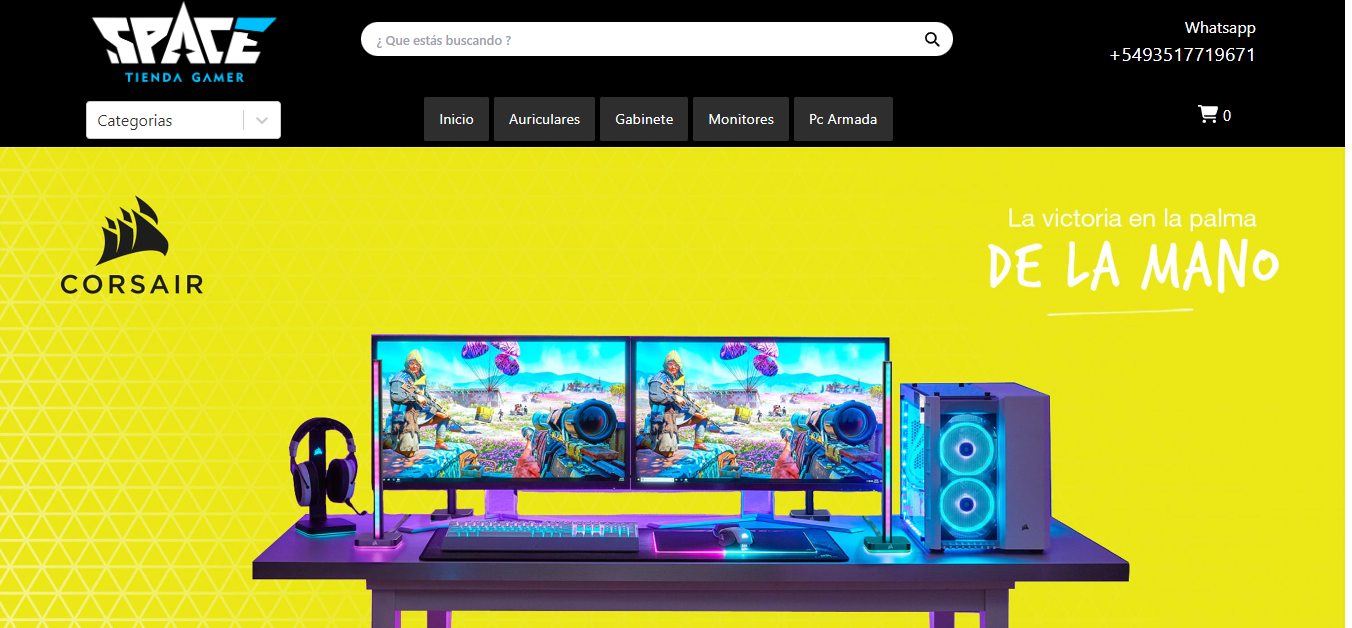 SPACE
TIENDA GAMER
¿ Que estás buscando ?
Whatsapp
+5493517719671
Categorias
Inicio
Auriculares
Gabinete
Monitores
Pc Armada
0
CORSAIR
La victoria en la palma
DE LA MANO